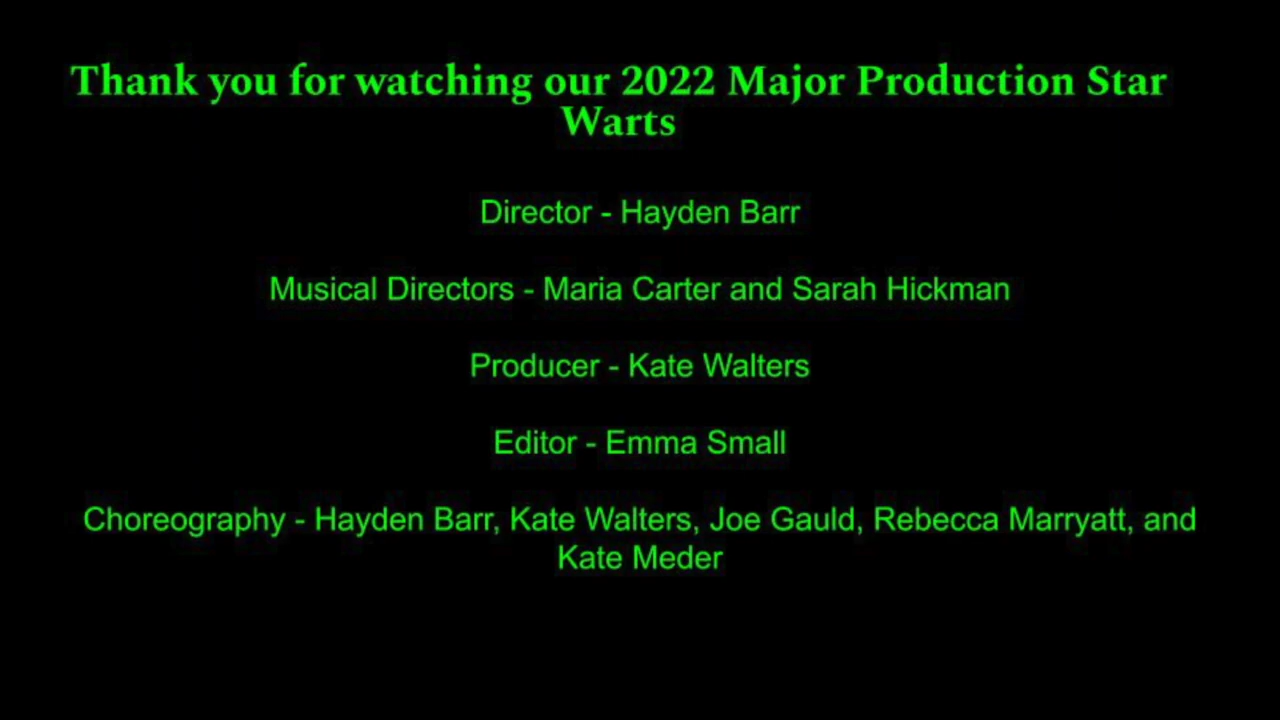 Thank you for watching our 2022 Major Production Star
Warts
Director - Hayden Barr
Musical Directors - Maria Carter and Sarah Hickman
Producer - Kate Walters
Editor - Emma Small
Choreography - Hayden Barr, Kate Walters, Joe Gauld, Rebecca Marryatt, and
Kate Meder